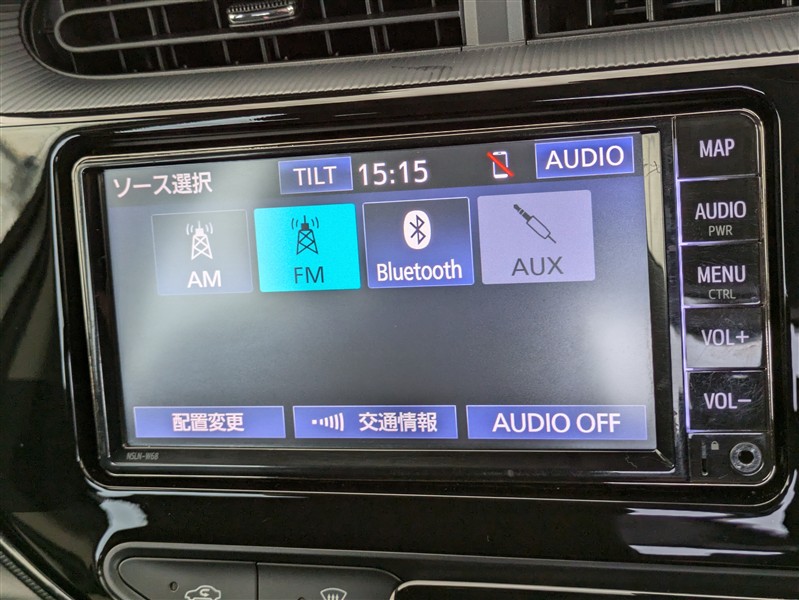 ソース選択
TILT
15:15
AUDIO
AM
FM
Bluetooth
AUX
配置変更
交通情報
AUDIO OFF
NSLN-W68
MAP
AUDIO
PWR
MENU
CTRL
VOL+
VOL-